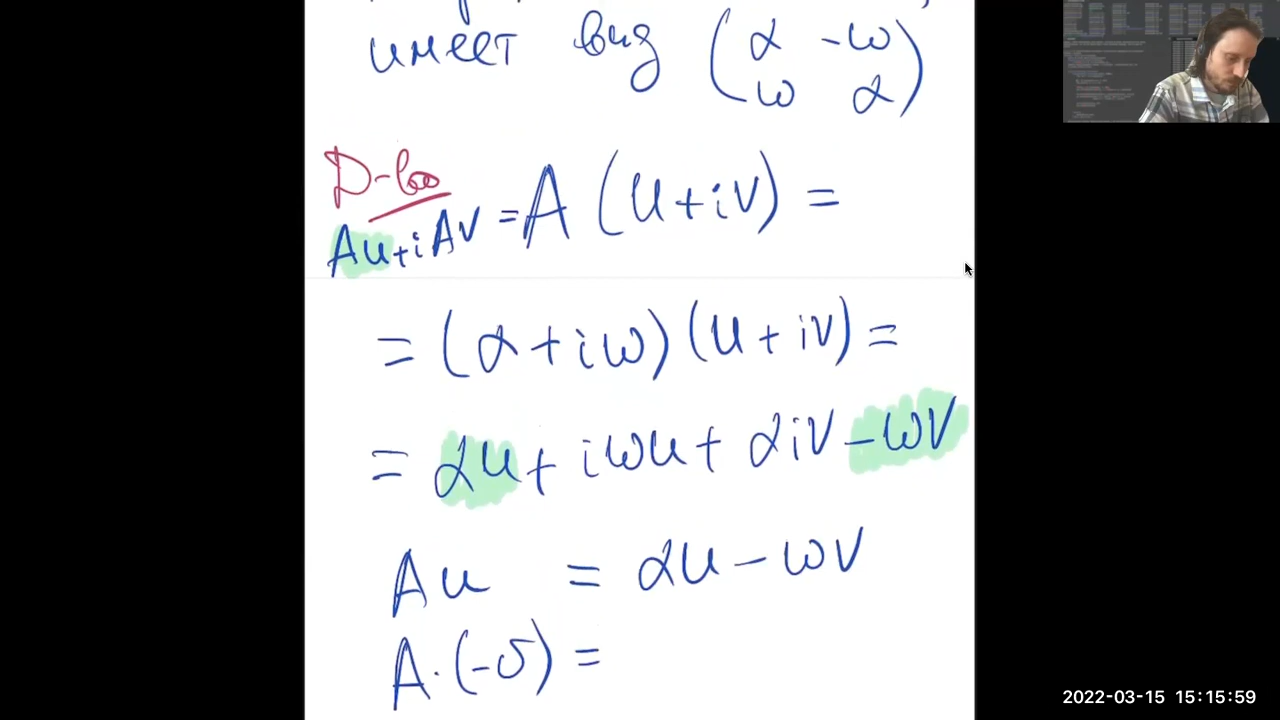 имеет вид ( α -ω
ω α )
Д-во
Au+iAv = A (u+iv) =
= (α+iω)(u+iv) =
= αu + iωu + αiv - ωv
Au = αu - ωv
A·(-v) =
2022-03-15 15:15:59